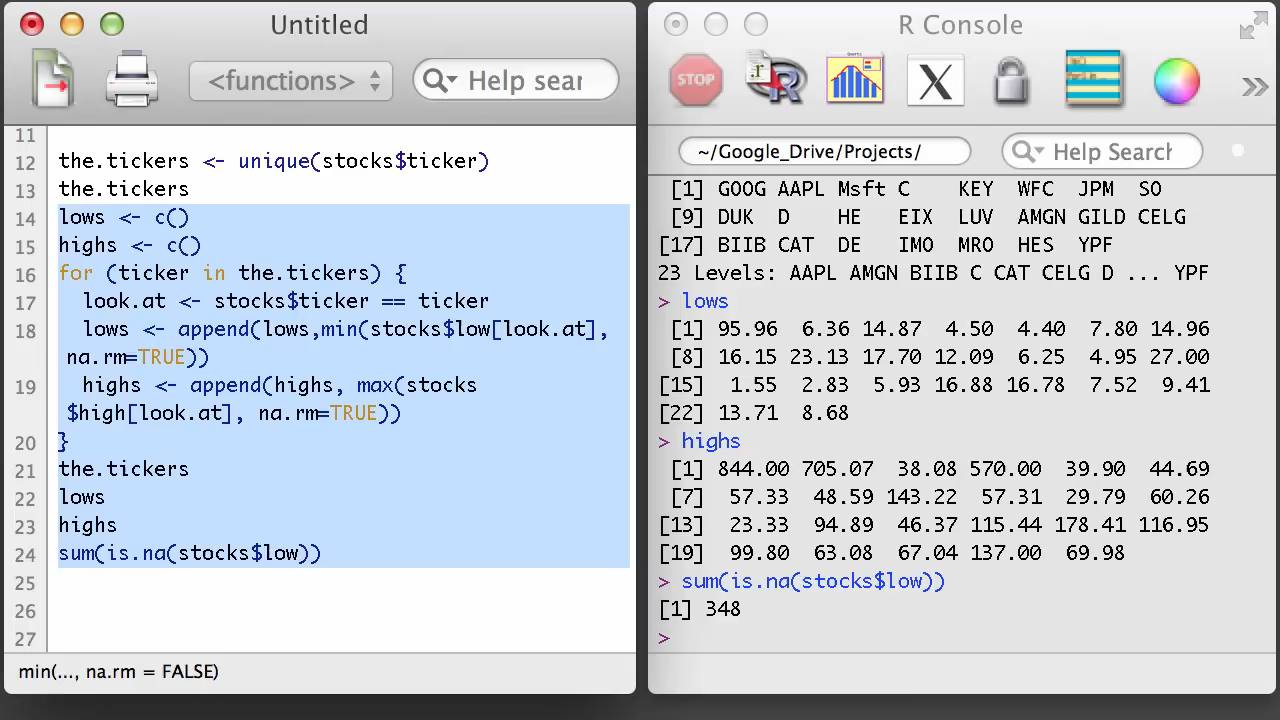 Untitled
<functions>
Help sear
11
12 the.tickers <- unique(stocks$ticker)
13 the.tickers
14 lows <- c()
15 highs <- c()
16 for (ticker in the.tickers) {
17 look.at <- stocks$ticker == ticker
18 lows <- append(lows,min(stocks$low[look.at],
na.rm=TRUE))
19 highs <- append(highs, max(stocks
$high[look.at], na.rm=TRUE))
20 }
21 the.tickers
22 lows
23 highs
24 sum(is.na(stocks$low))
25
26
27
min(..., na.rm = FALSE)
R Console
STOP
R
X
~/Google_Drive/Projects/
Help Search
[1] GOOG AAPL Msft C KEY WFC JPM SO
[9] DUK D HE EIX LUV AMGN GILD CELG
[17] BIIB CAT DE IMO MRO HES YPF
23 Levels: AAPL AMGN BIIB C CAT CELG D ... YPF
> lows
[1] 95.96 6.36 14.87 4.50 4.40 7.80 14.96
[8] 16.15 23.13 17.70 12.09 6.25 4.95 27.00
[15] 1.55 2.83 5.93 16.88 16.78 7.52 9.41
[22] 13.71 8.68
> highs
[1] 844.00 705.07 38.08 570.00 39.90 44.69
[7] 57.33 48.59 143.22 57.31 29.79 60.26
[13] 23.33 94.89 46.37 115.44 178.41 116.95
[19] 99.80 63.08 67.04 137.00 69.98
> sum(is.na(stocks$low))
[1] 348
>